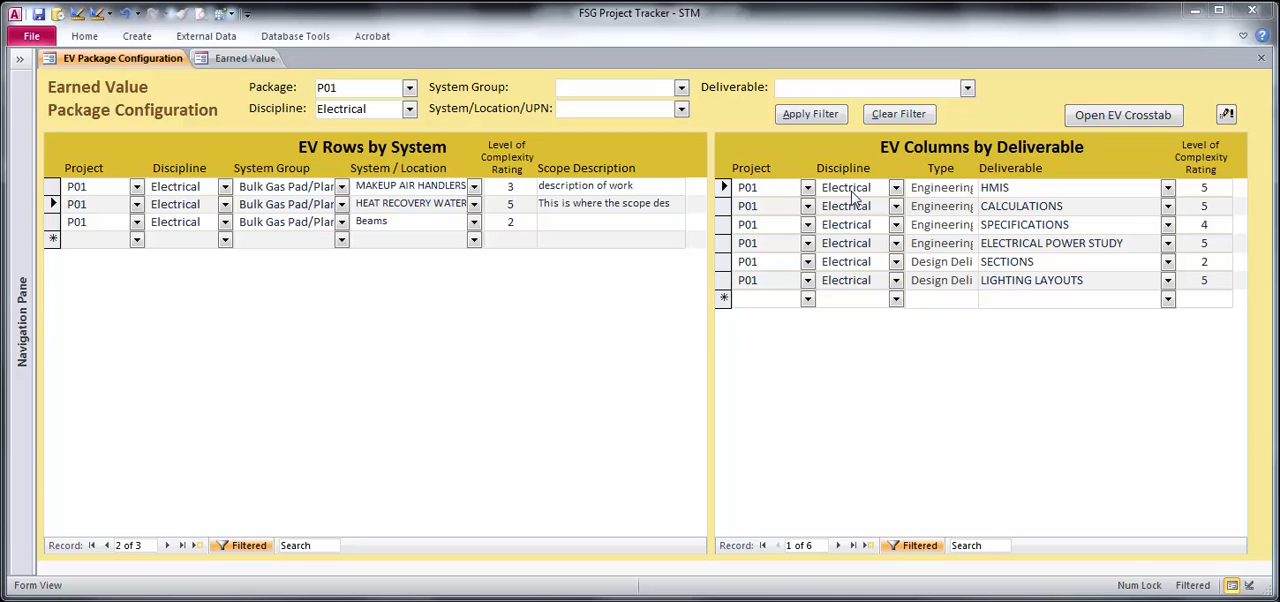 FSG Project Tracker - STM
File Home Create External Data Database Tools Acrobat
EV Package Configuration Earned Value
Earned Value
Package Configuration
Package: P01 System Group: Deliverable:
Discipline: Electrical System/Location/UPN:
Apply Filter Clear Filter Open EV Crosstab
EV Rows by System
Project Discipline System Group System / Location Level of Complexity Rating Scope Description
P01 Electrical Bulk Gas Pad/Plan MAKEUP AIR HANDLERS 3 description of work
P01 Electrical Bulk Gas Pad/Plan HEAT RECOVERY WATER 5 This is where the scope des
P01 Electrical Bulk Gas Pad/Plan Beams 2
EV Columns by Deliverable
Project Discipline Type Deliverable Level of Complexity Rating
P01 Electrical Engineering HMIS 5
P01 Electrical Engineering CALCULATIONS 5
P01 Electrical Engineering SPECIFICATIONS 4
P01 Electrical Engineering ELECTRICAL POWER STUDY 5
P01 Electrical Design Deli SECTIONS 2
P01 Electrical Design Deli LIGHTING LAYOUTS 5
Navigation Pane
Record: 2 of 3 Filtered Search
Record: 1 of 6 Filtered Search
Form View Num Lock Filtered